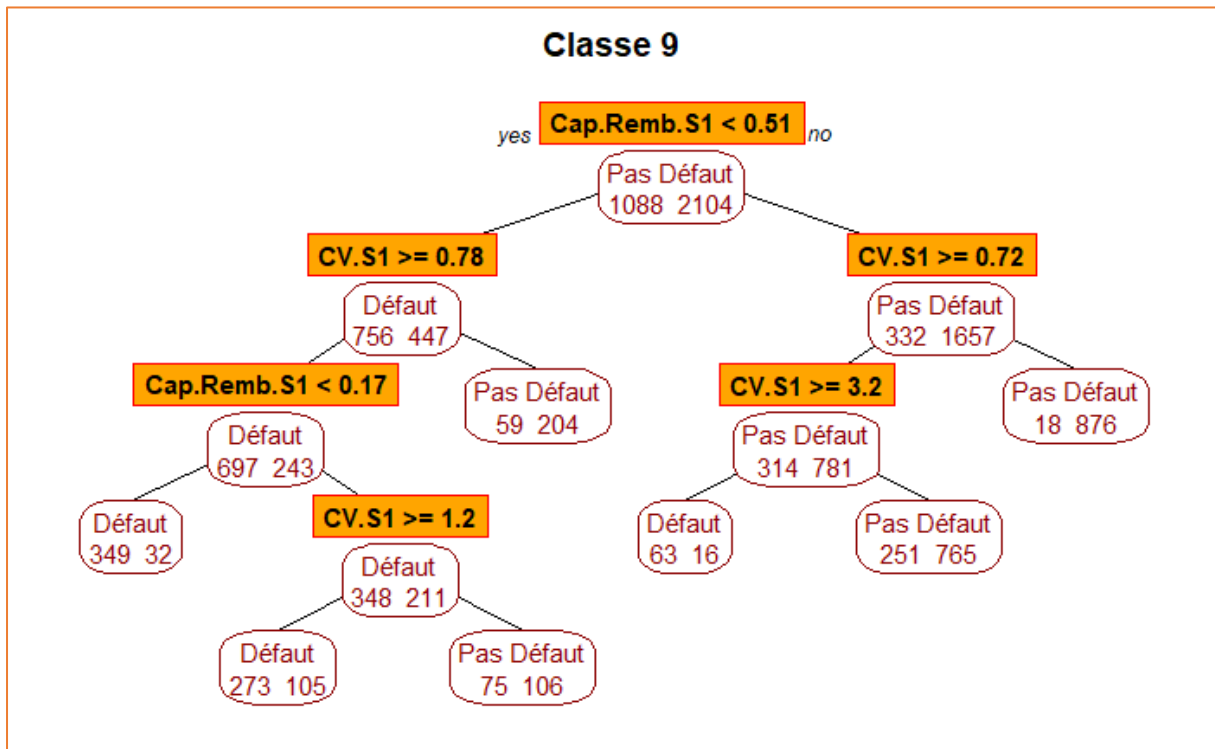 Classe 9
yes Cap.Remb.S1 < 0.51 no
Pas Défaut
1088 2104
CV.S1 >= 0.78
CV.S1 >= 0.72
Défaut
756 447
Pas Défaut
332 1657
Cap.Remb.S1 < 0.17
Pas Défaut
59 204
CV.S1 >= 3.2
Pas Défaut
18 876
Défaut
697 243
Pas Défaut
314 781
Défaut
349 32
CV.S1 >= 1.2
Défaut
63 16
Pas Défaut
251 765
Défaut
348 211
Défaut
273 105
Pas Défaut
75 106